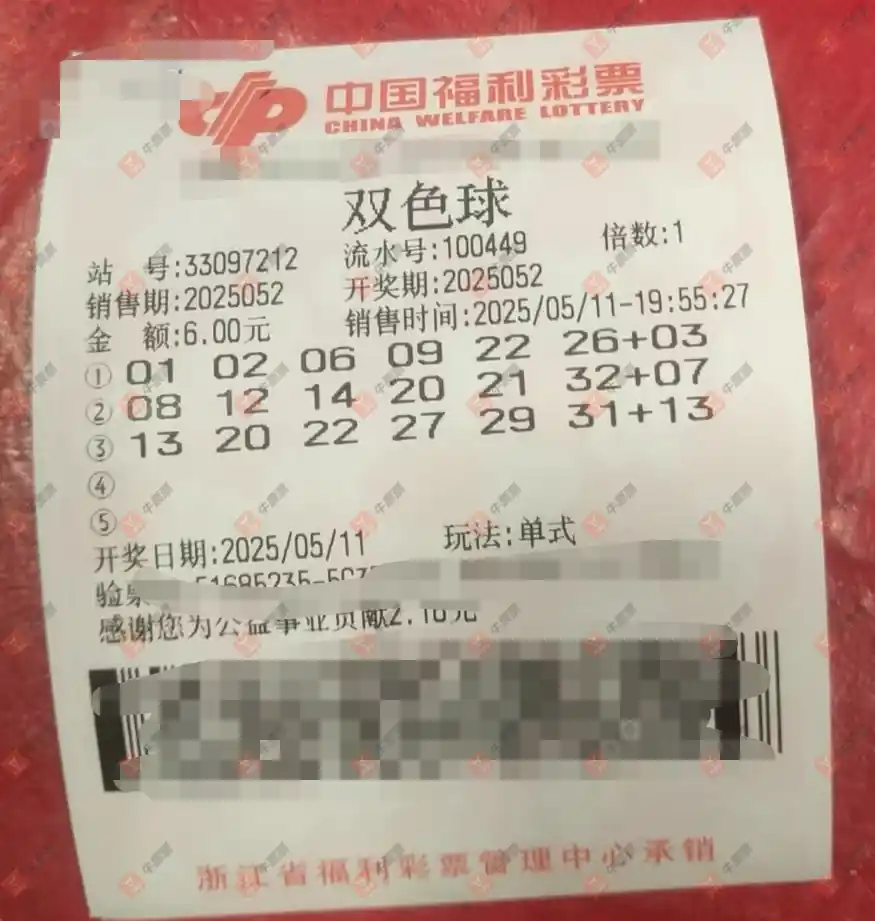 中国福利彩票
CHINA WELFARE LOTTERY
双色球
站 号:33097212 流水号:100449 倍数:1
销售期:2025052 开奖期:2025052
金 额:6.00元 销售时间:2025/05/11-19:55:27
① 01 02 06 09 22 26+03
② 08 12 14 20 21 32+07
③ 13 20 22 27 29 31+13
④
⑤
开奖日期:2025/05/11 玩法:单式
验
感谢您为公益事业贡献2.16元
浙江省福利彩票管理中心承销